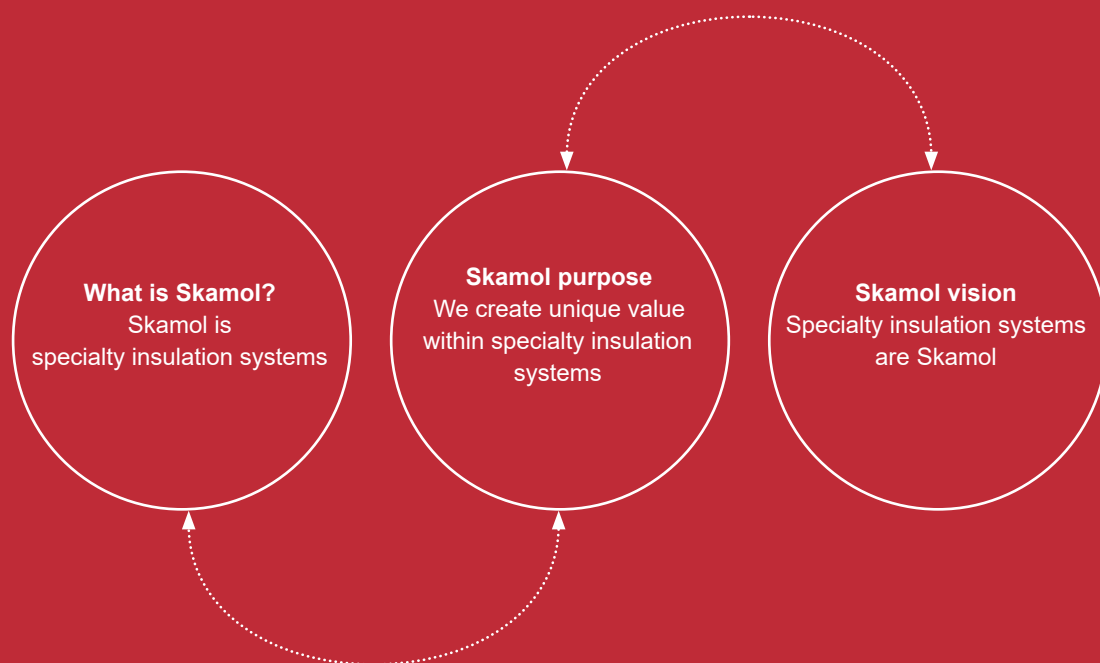 What is Skamol?
Skamol is
specialty insulation systems
Skamol purpose
We create unique value
within specialty insulation
systems
Skamol vision
Specialty insulation systems
are Skamol